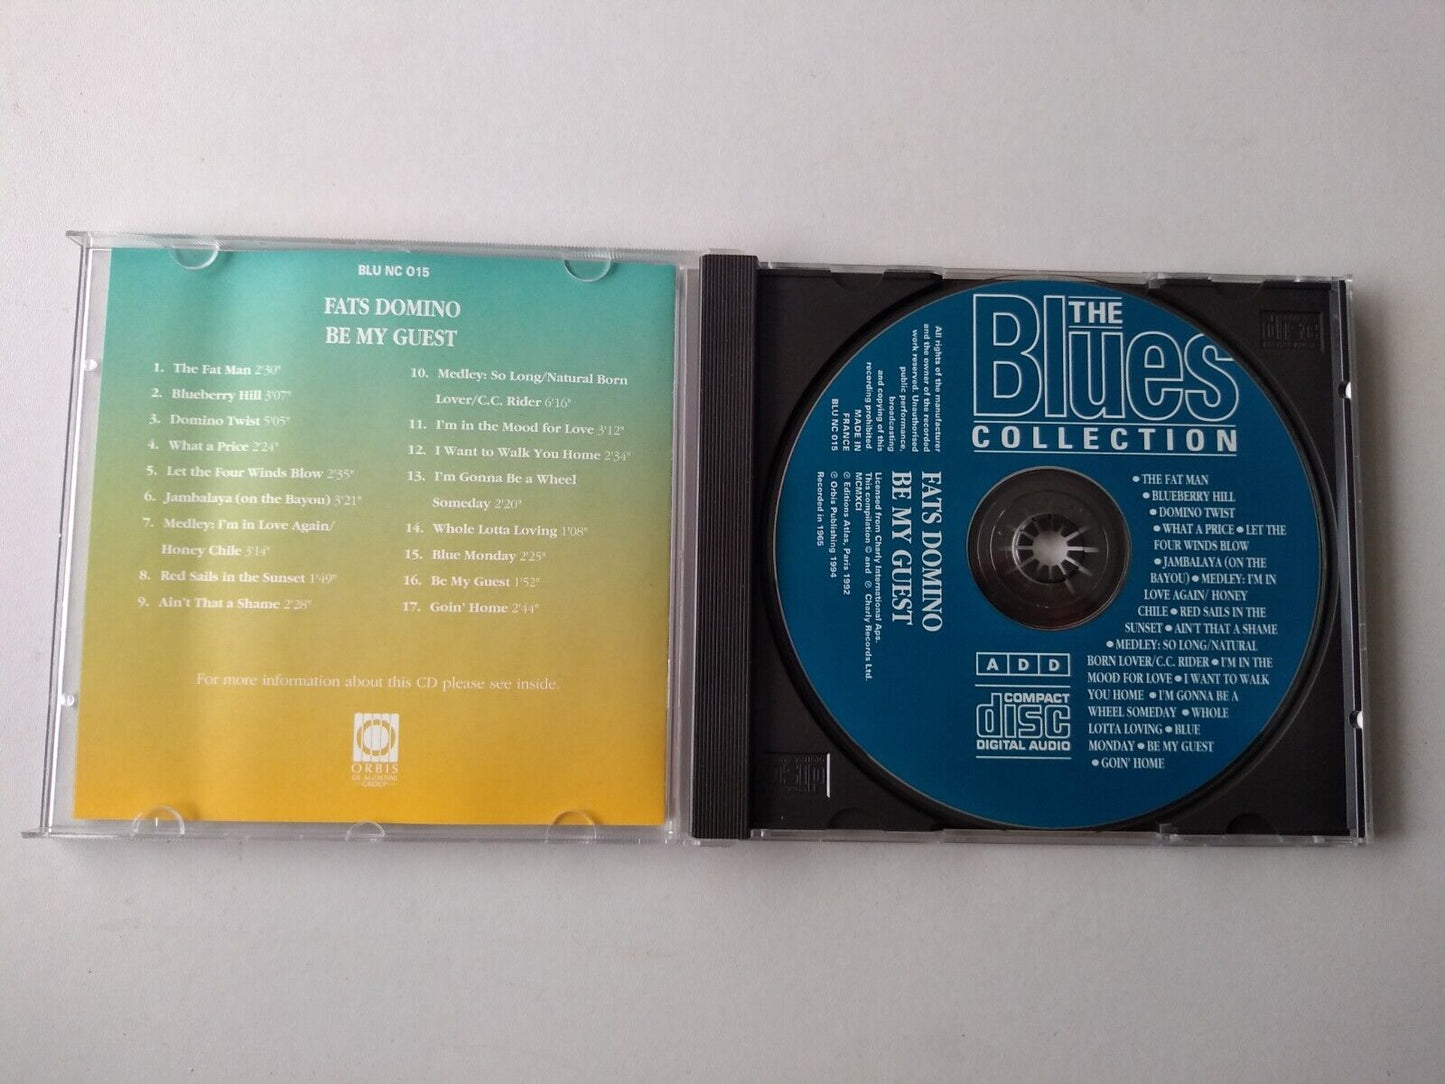 BLU NC 015
FATS DOMINO
BE MY GUEST
1. The Fat Man 2'30"
2. Blueberry Hill 3'07"
3. Domino Twist 5'05"
4. What a Price 2'24"
5. Let the Four Winds Blow 2'35"
6. Jambalaya (on the Bayou) 3'21"
7. Medley: I'm in Love Again/
Honey Chile 3'14"
8. Red Sails in the Sunset 1'49"
9. Ain't That a Shame 2'28"
10. Medley: So Long/Natural Born
Lover/C.C. Rider 6'16"
11. I'm in the Mood for Love 3'12"
12. I Want to Walk You Home 2'34"
13. I'm Gonna Be a Wheel
Someday 2'20"
14. Whole Lotta Loving 1'08"
15. Blue Monday 2'25"
16. Be My Guest 1'52"
17. Goin' Home 2'44"
For more information about this CD please see inside.
ORBIS
DE AGOSTINI
GROUP
THE
Blues
COLLECTION
All rights of the manufacturer
and the owner of the recorded
work reserved. Unauthorised
public performance,
broadcasting
and copying of this
recording prohibited.
MADE IN
FRANCE
BLU NC 015
FATS DOMINO
BE MY GUEST
Licensed from Charly International Aps.
This compilation © and ℗ Charly Records Ltd.
MCMXCI
℗ Editions Atlas, Paris 1992
℗ Orbis Publishing 1994
Recorded in 1965
● THE FAT MAN
● BLUEBERRY HILL
● DOMINO TWIST
● WHAT A PRICE ● LET THE
FOUR WINDS BLOW
● JAMBALAYA (ON THE
BAYOU) ● MEDLEY: I'M IN
LOVE AGAIN/ HONEY
CHILE ● RED SAILS IN THE
SUNSET ● AIN'T THAT A SHAME
● MEDLEY: SO LONG/NATURAL
BORN LOVER/C.C. RIDER ● I'M IN THE
MOOD FOR LOVE ● I WANT TO WALK
YOU HOME ● I'M GONNA BE A
WHEEL SOMEDAY ● WHOLE
LOTTA LOVING ● BLUE
MONDAY ● BE MY GUEST
● GOIN' HOME
A D D
COMPACT
disc
DIGITAL AUDIO